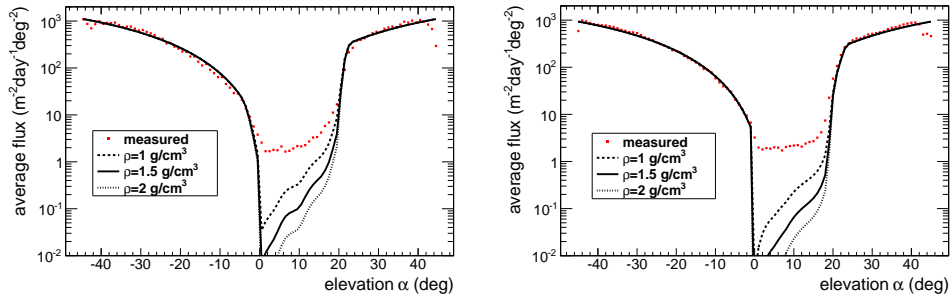 average flux (m⁻²day⁻¹deg⁻²)
10³
10²
10
1
10⁻¹
10⁻²
measured
ρ=1 g/cm³
ρ=1.5 g/cm³
ρ=2 g/cm³
-40 -30 -20 -10 0 10 20 30 40
elevation α (deg)
average flux (m⁻²day⁻¹deg⁻²)
10³
10²
10
1
10⁻¹
10⁻²
measured
ρ=1 g/cm³
ρ=1.5 g/cm³
ρ=2 g/cm³
-40 -30 -20 -10 0 10 20 30 40
elevation α (deg)